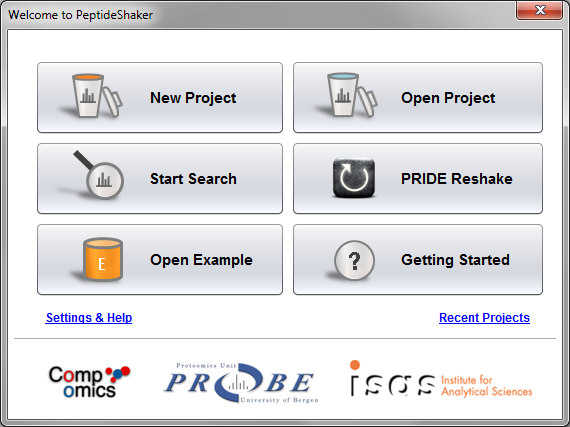 Welcome to PeptideShaker
New Project
Open Project
Start Search
PRIDE Reshake
E
Open Example
?
Getting Started
Settings & Help
Recent Projects
Comp
omics
Proteomics Unit
PROBE
University of Bergen
isas
Institute for
Analytical Sciences